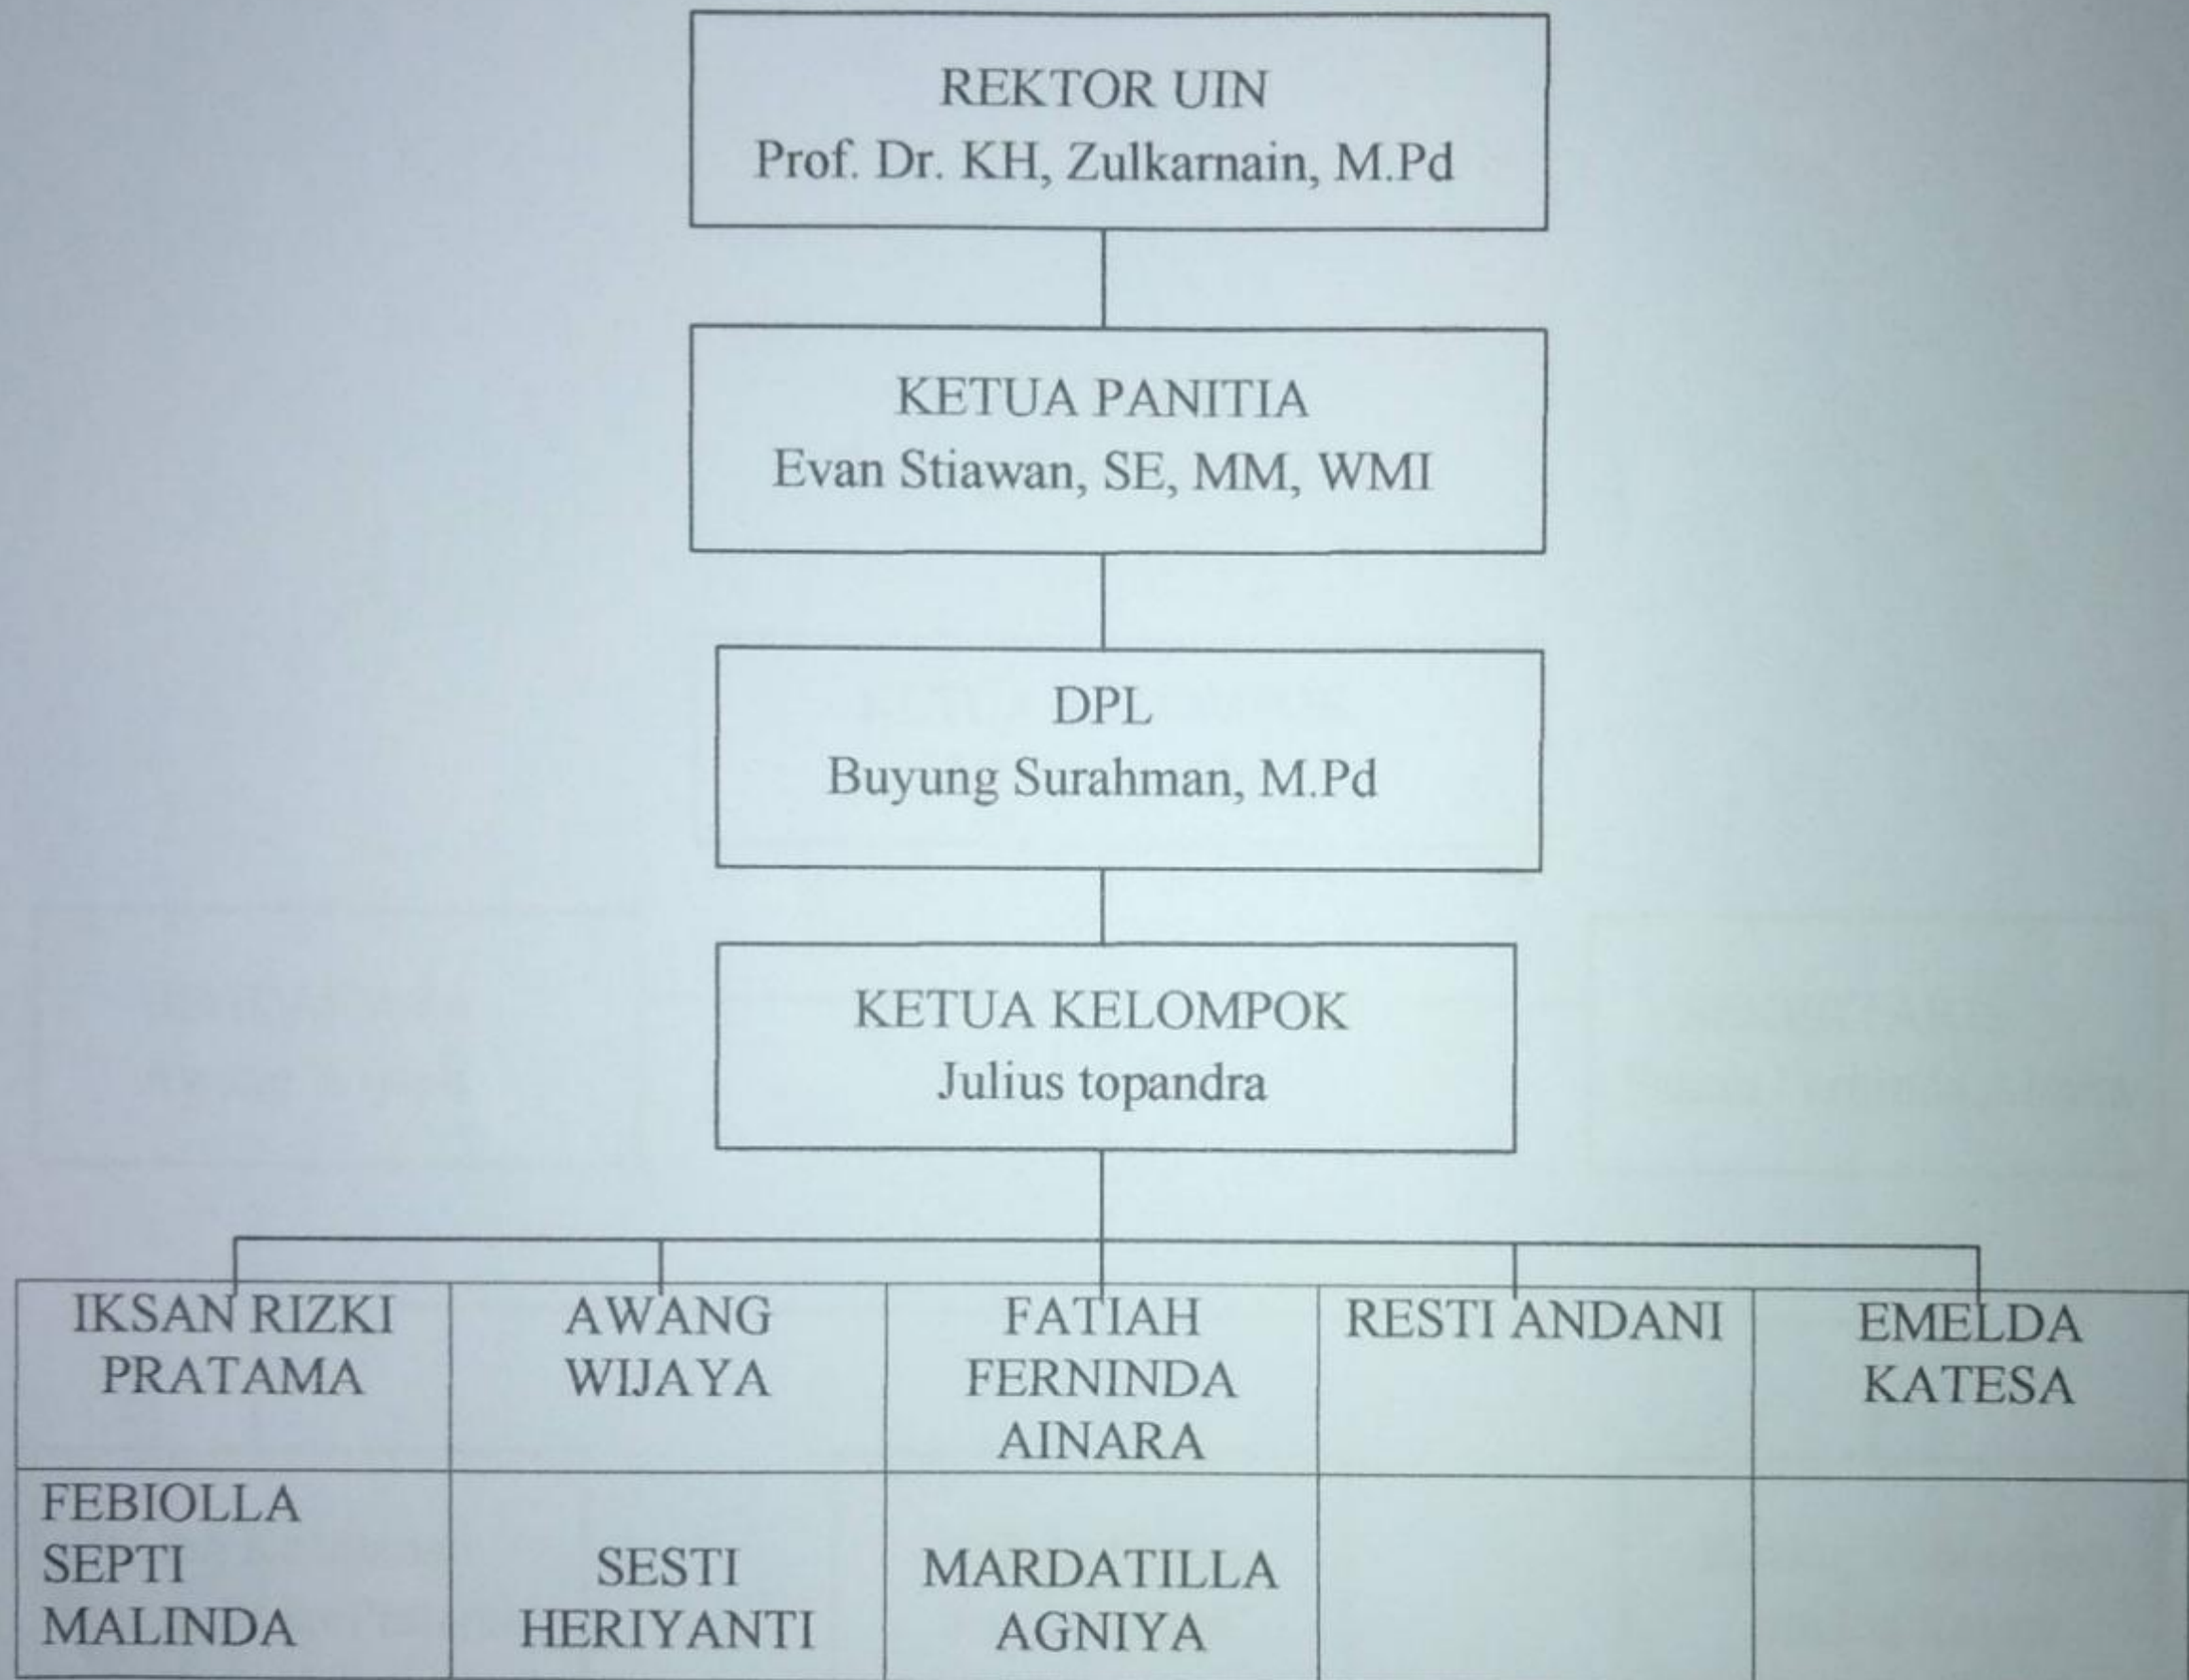 REKTOR UIN
Prof. Dr. KH, Zulkarnain, M.Pd
KETUA PANITIA
Evan Stiawan, SE, MM, WMI
DPL
Buyung Surahman, M.Pd
KETUA KELOMPOK
Julius topandra
IKSAN RIZKI
PRATAMA
AWANG
WIJAYA
FATIAH
FERNINDA
AINARA
RESTI ANDANI
EMELDA
KATESA
FEBIOLLA
SEPTI
MALINDA
SESTI
HERIYANTI
MARDATILLA
AGNIYA